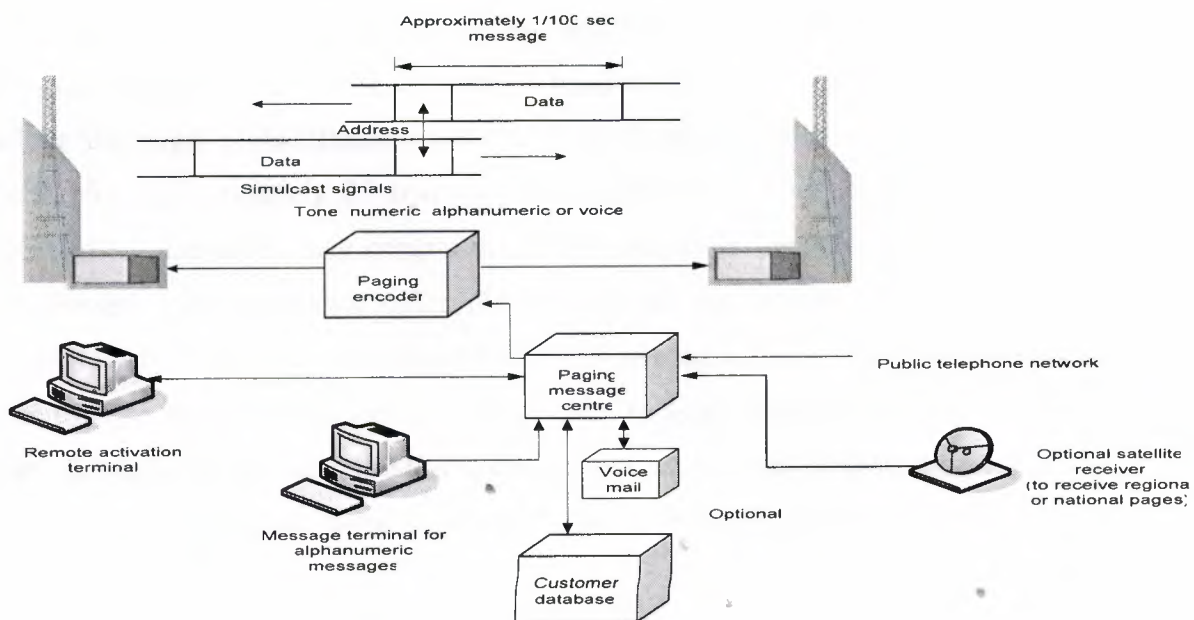 Approximately 1/100 sec
message
Data
Address
Data
Simulcast signals
Tone numeric alphanumeric or voice
Paging
encoder
Paging
message
centre
Public telephone network
Remote activation
terminal
Voice
mail
Optional satellite
receiver
(to receive regiona
or national pages)
Optional
Message terminal for
alphanumeric
messages
Customer
database